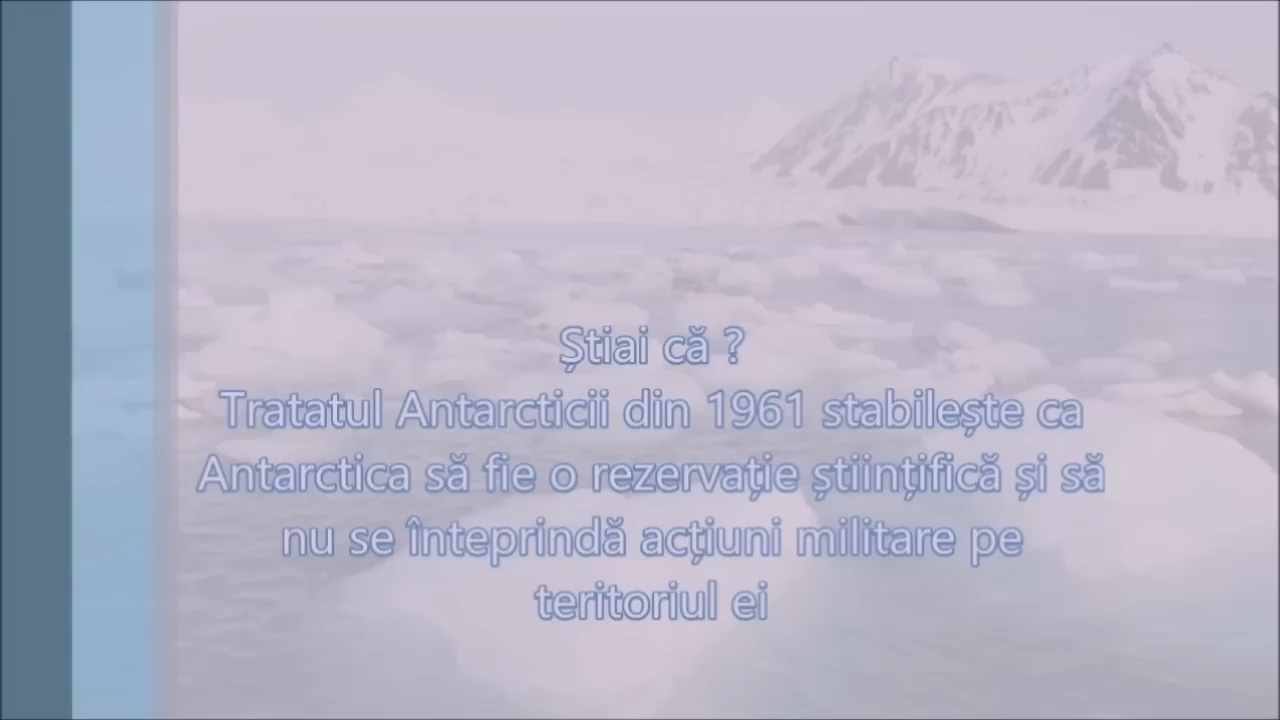 Știai că ?
Tratatul Antarcticii din 1961 stabilește ca
Antarctica să fie o rezervație științifică și să
nu se înteprindă acțiuni militare pe
teritoriul ei